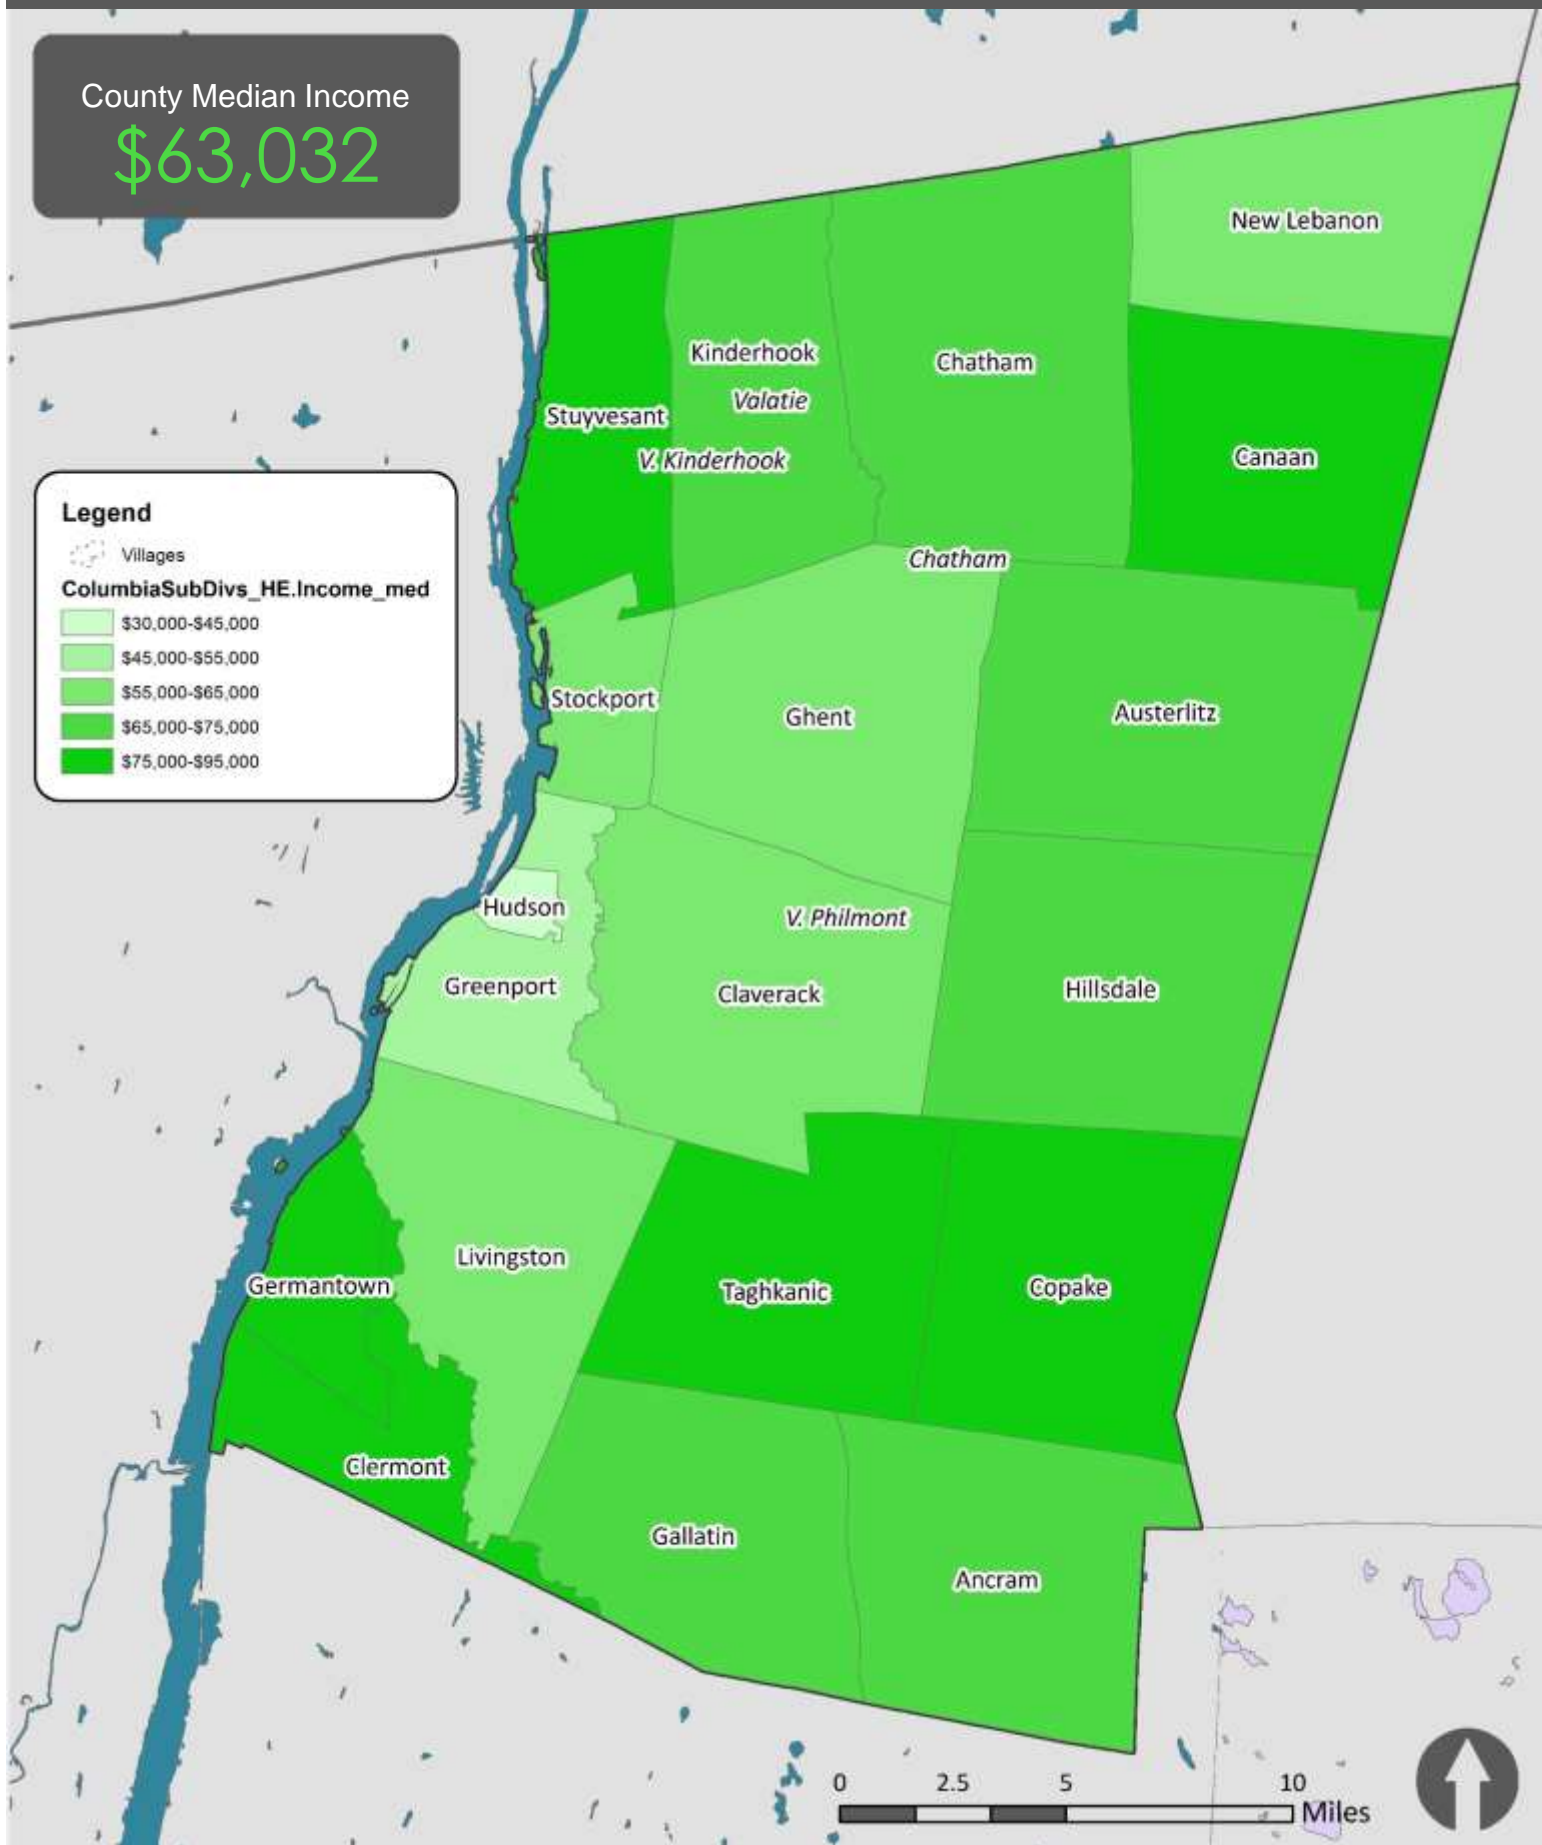 County Median Income
$63,032
New Lebanon
Kinderhook
Chatham
Valatie
Stuyvesant
V. Kinderhook
Canaan
Legend
Villages
ColumbiaSubDivs_HE.Income_med
$30,000-$45,000
$45,000-$55,000
$55,000-$65,000
$65,000-$75,000
$75,000-$95,000
Chatham
Stockport
Ghent
Austerlitz
Hudson
V. Philmont
Greenport
Claverack
Hillsdale
Livingston
Germantown
Taghkanic
Copake
Clermont
Gallatin
Ancram
0 2.5 5 10
Miles